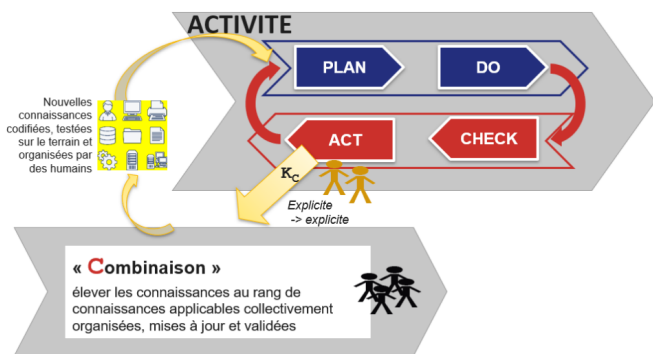 ACTIVITE
PLAN
DO
Nouvelles
connaissances
codifiées, testées
sur le terrain et
organisées par
des humains
ACT
CHECK
Kc
Explicite
-> explicite
« Combinaison »
élever les connaissances au rang de
connaissances applicables collectivement
organisées, mises à jour et validées